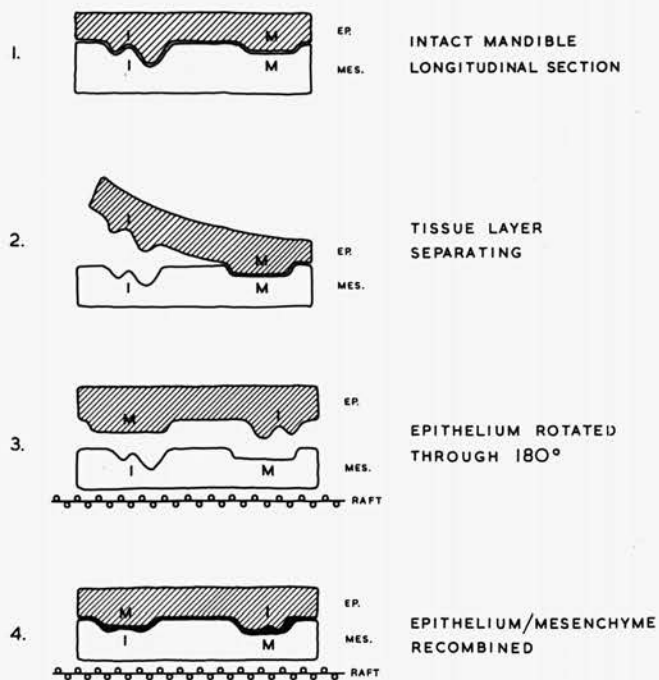 1.
I M EP.
I M MES.
INTACT MANDIBLE
LONGITUDINAL SECTION
2.
I
M EP.
I M MES.
TISSUE LAYER
SEPARATING
3.
M I EP.
I M MES.
RAFT
EPITHELIUM ROTATED
THROUGH 180°
4.
M I EP.
I M MES.
RAFT
EPITHELIUM/MESENCHYME
RECOMBINED